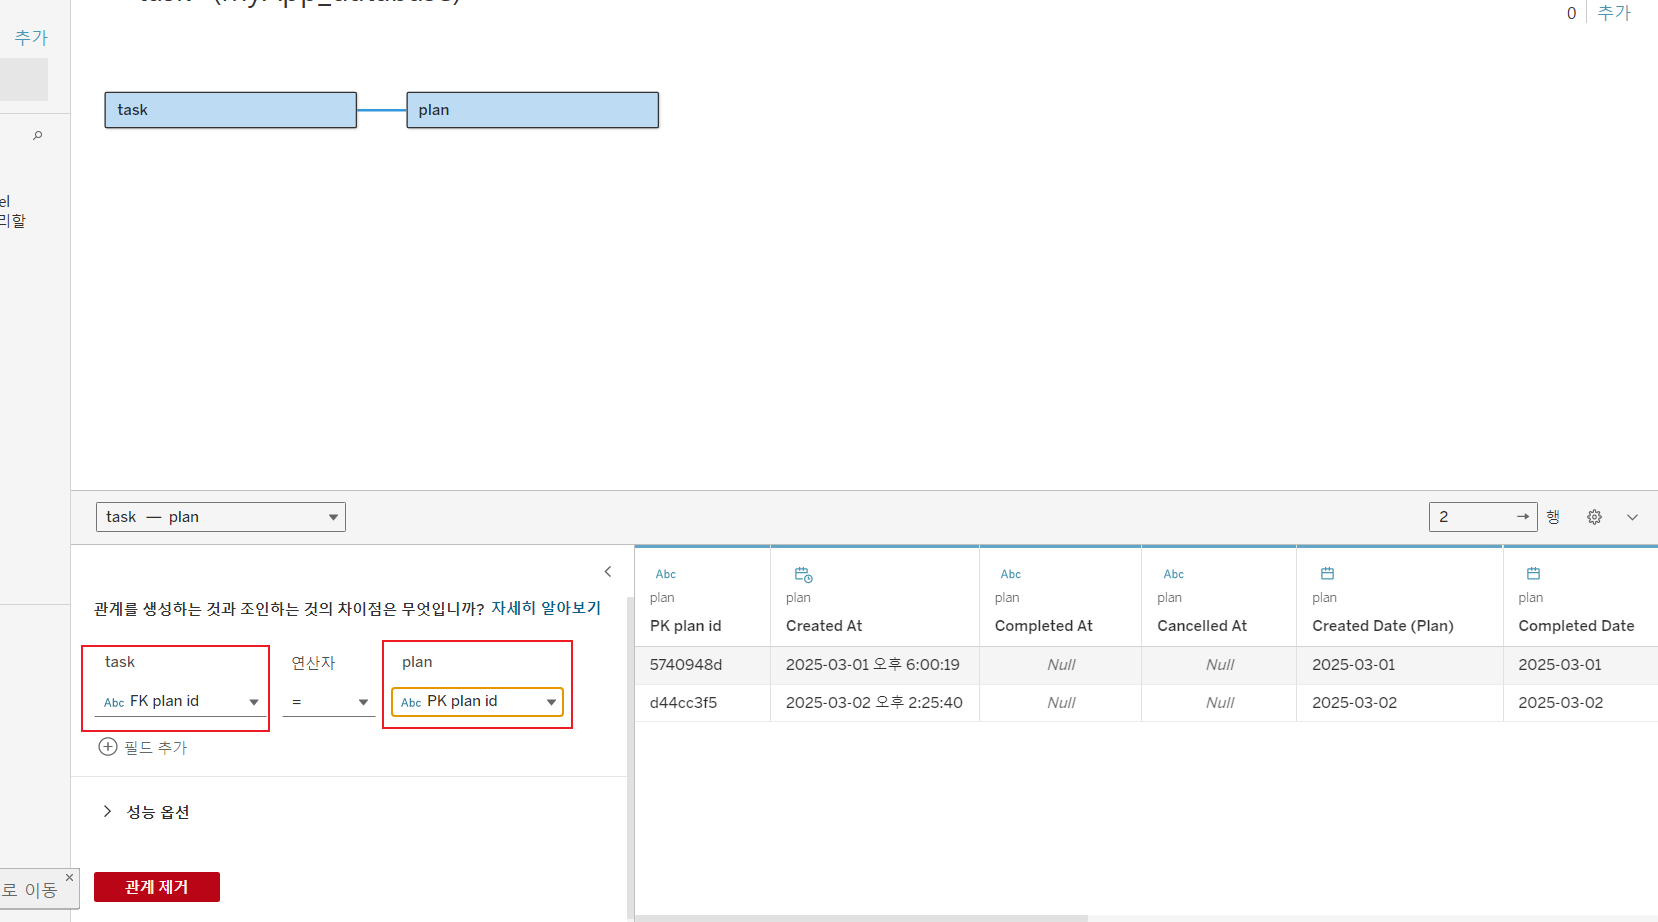 0 추가
추가
task plan
el
리할
task — plan
2 행
관계를 생성하는 것과 조인하는 것의 차이점은 무엇입니까? 자세히 알아보기
task 연산자 plan
Abc FK plan id = Abc PK plan id
필드 추가
성능 옵션
관계 제거
로 이동
Abc Abc Abc
plan plan plan plan plan plan
PK plan id Created At Completed At Cancelled At Created Date (Plan) Completed Date
5740948d 2025-03-01 오후 6:00:19 Null Null 2025-03-01 2025-03-01
d44cc3f5 2025-03-02 오후 2:25:40 Null Null 2025-03-02 2025-03-02